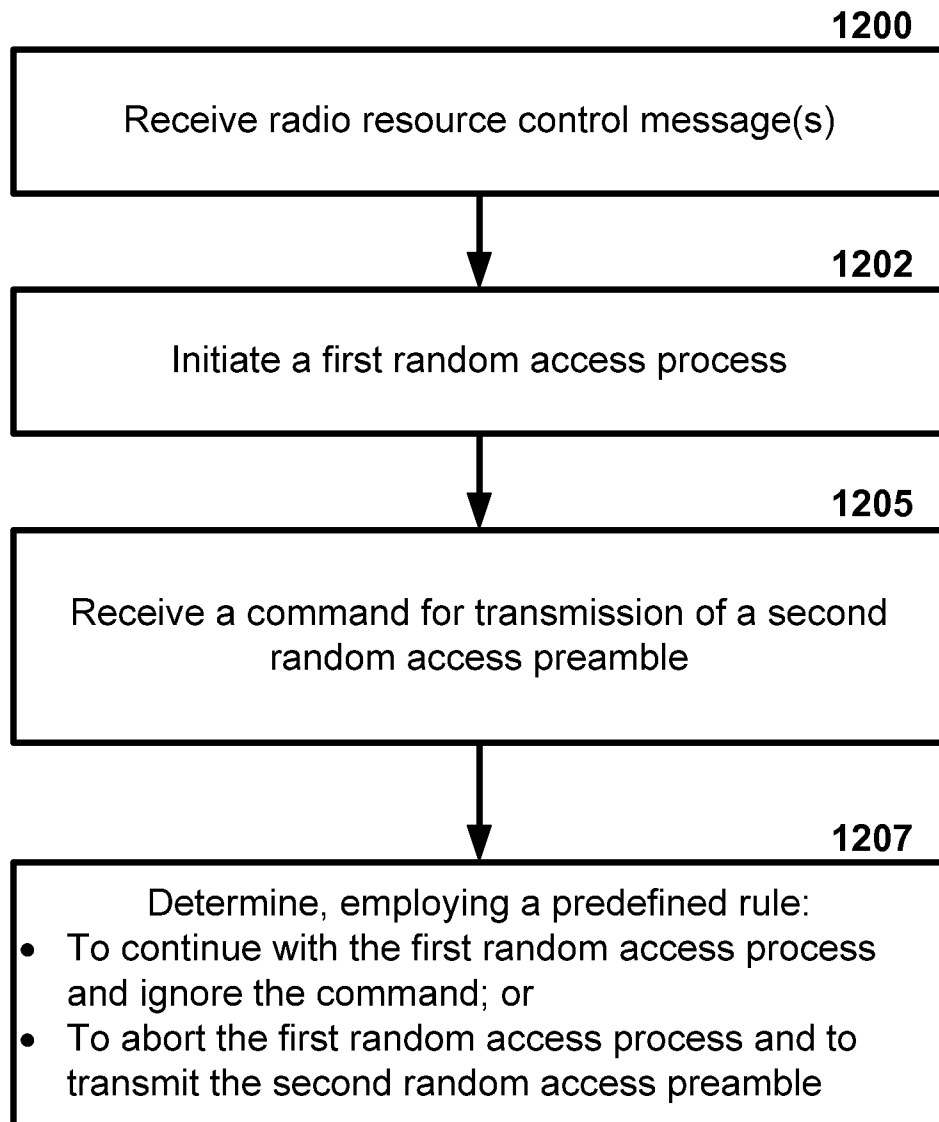 1200
Receive radio resource control message(s)
1202
Initiate a first random access process
1205
Receive a command for transmission of a second
random access preamble
1207
Determine, employing a predefined rule:
• To continue with the first random access process
and ignore the command; or
• To abort the first random access process and to
transmit the second random access preamble